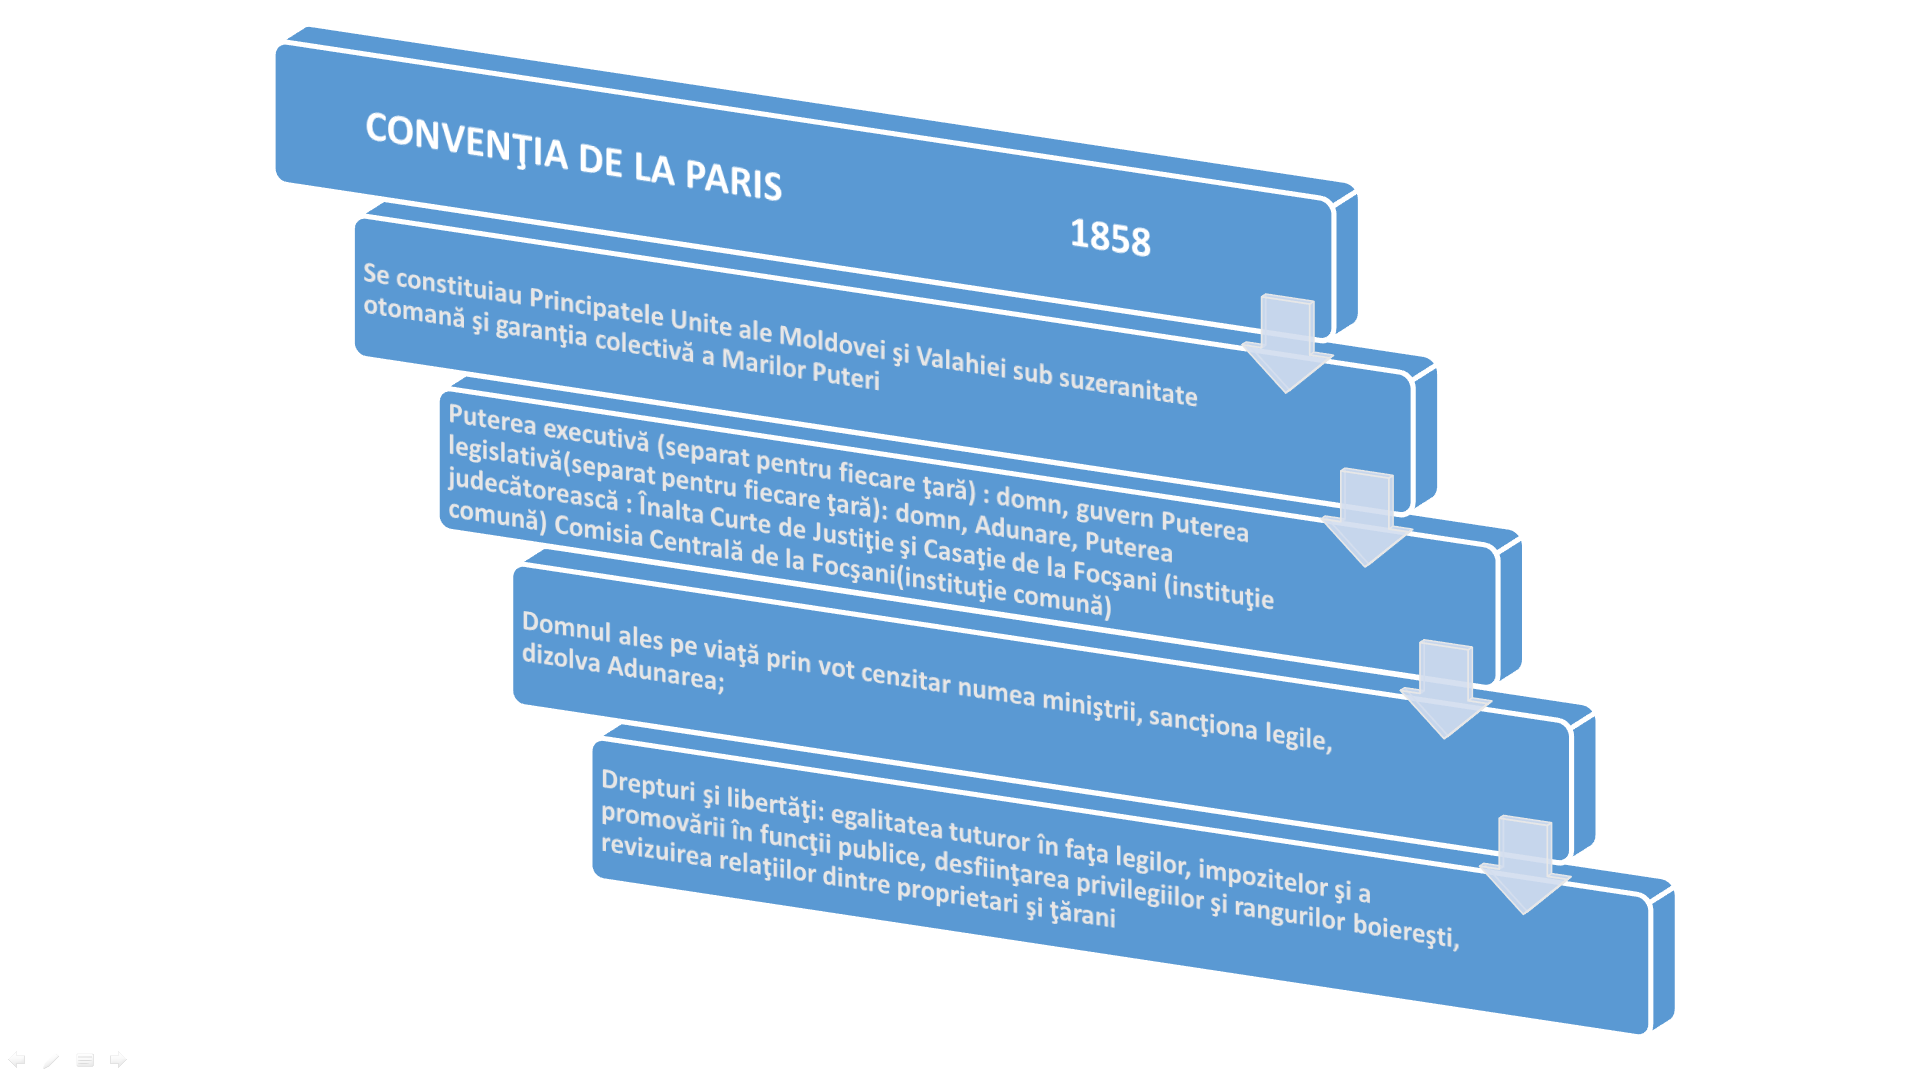 CONVENŢIA DE LA PARIS
1858
Se constituiau Principatele Unite ale Moldovei şi Valahiei sub suzeranitate
otomană şi garanţia colectivă a Marilor Puteri
Puterea executivă (separat pentru fiecare ţară) : domn, guvern Puterea
legislativă(separat pentru fiecare ţară): domn, Adunare, Puterea
judecătorească : Înalta Curte de Justiţie şi Casaţie de la Focşani (instituţie
comună) Comisia Centrală de la Focşani(instituţie comună)
Domnul ales pe viaţă prin vot cenzitar numea miniştrii, sancţiona legile,
dizolva Adunarea;
Drepturi şi libertăţi: egalitatea tuturor în faţa legilor, impozitelor şi a
promovării în funcţii publice, desfiinţarea privilegiilor şi rangurilor boiereşti,
revizuirea relaţiilor dintre proprietari şi ţărani